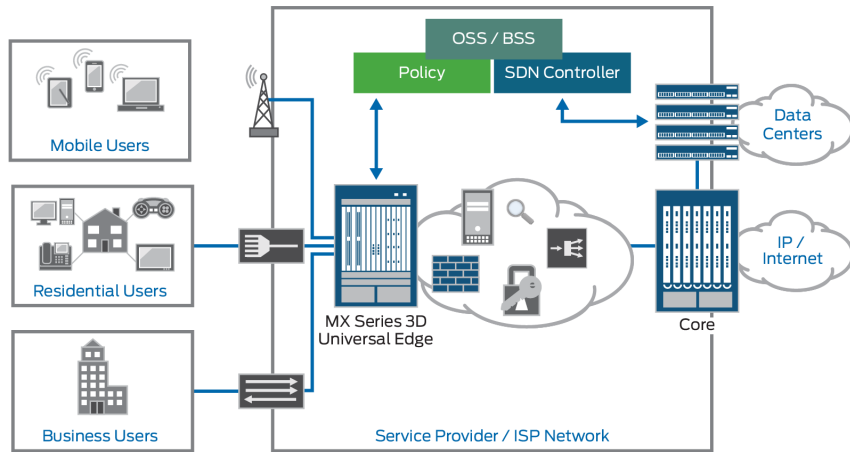 OSS / BSS
Policy
SDN Controller
Mobile Users
Data
Centers
Residential Users
IP /
Internet
MX Series 3D
Universal Edge
Core
Business Users
Service Provider / ISP Network